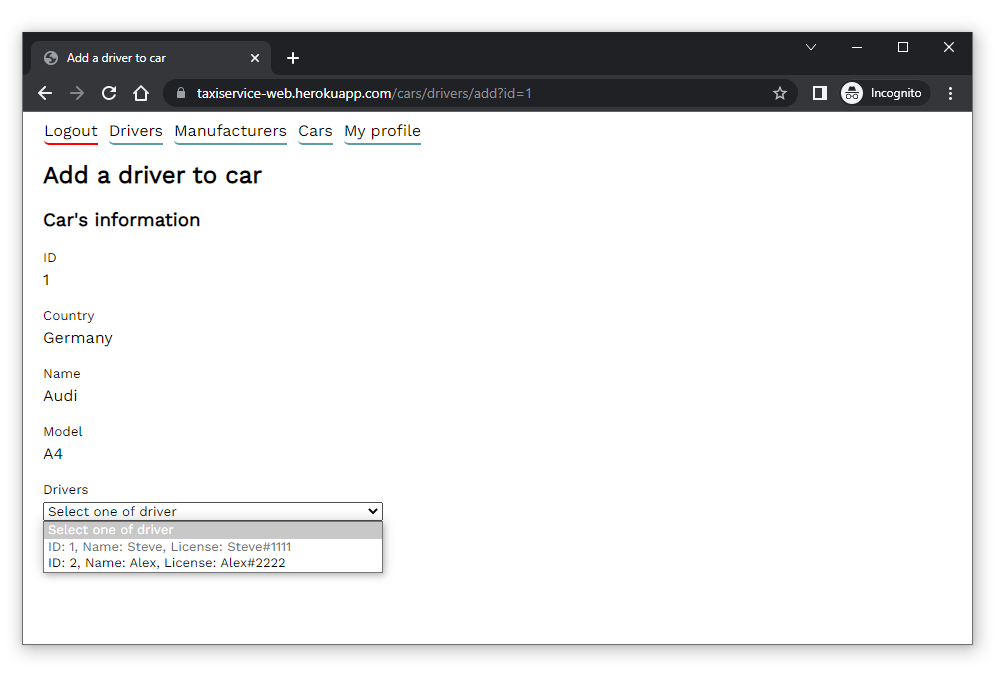 Add a driver to car
taxiservice-web.herokuapp.com/cars/drivers/add?id=1
Incognito
Logout Drivers Manufacturers Cars My profile
Add a driver to car
Car's information
ID
1
Country
Germany
Name
Audi
Model
A4
Drivers
Select one of driver
Select one of driver
ID: 1, Name: Steve, License: Steve#1111
ID: 2, Name: Alex, License: Alex#2222